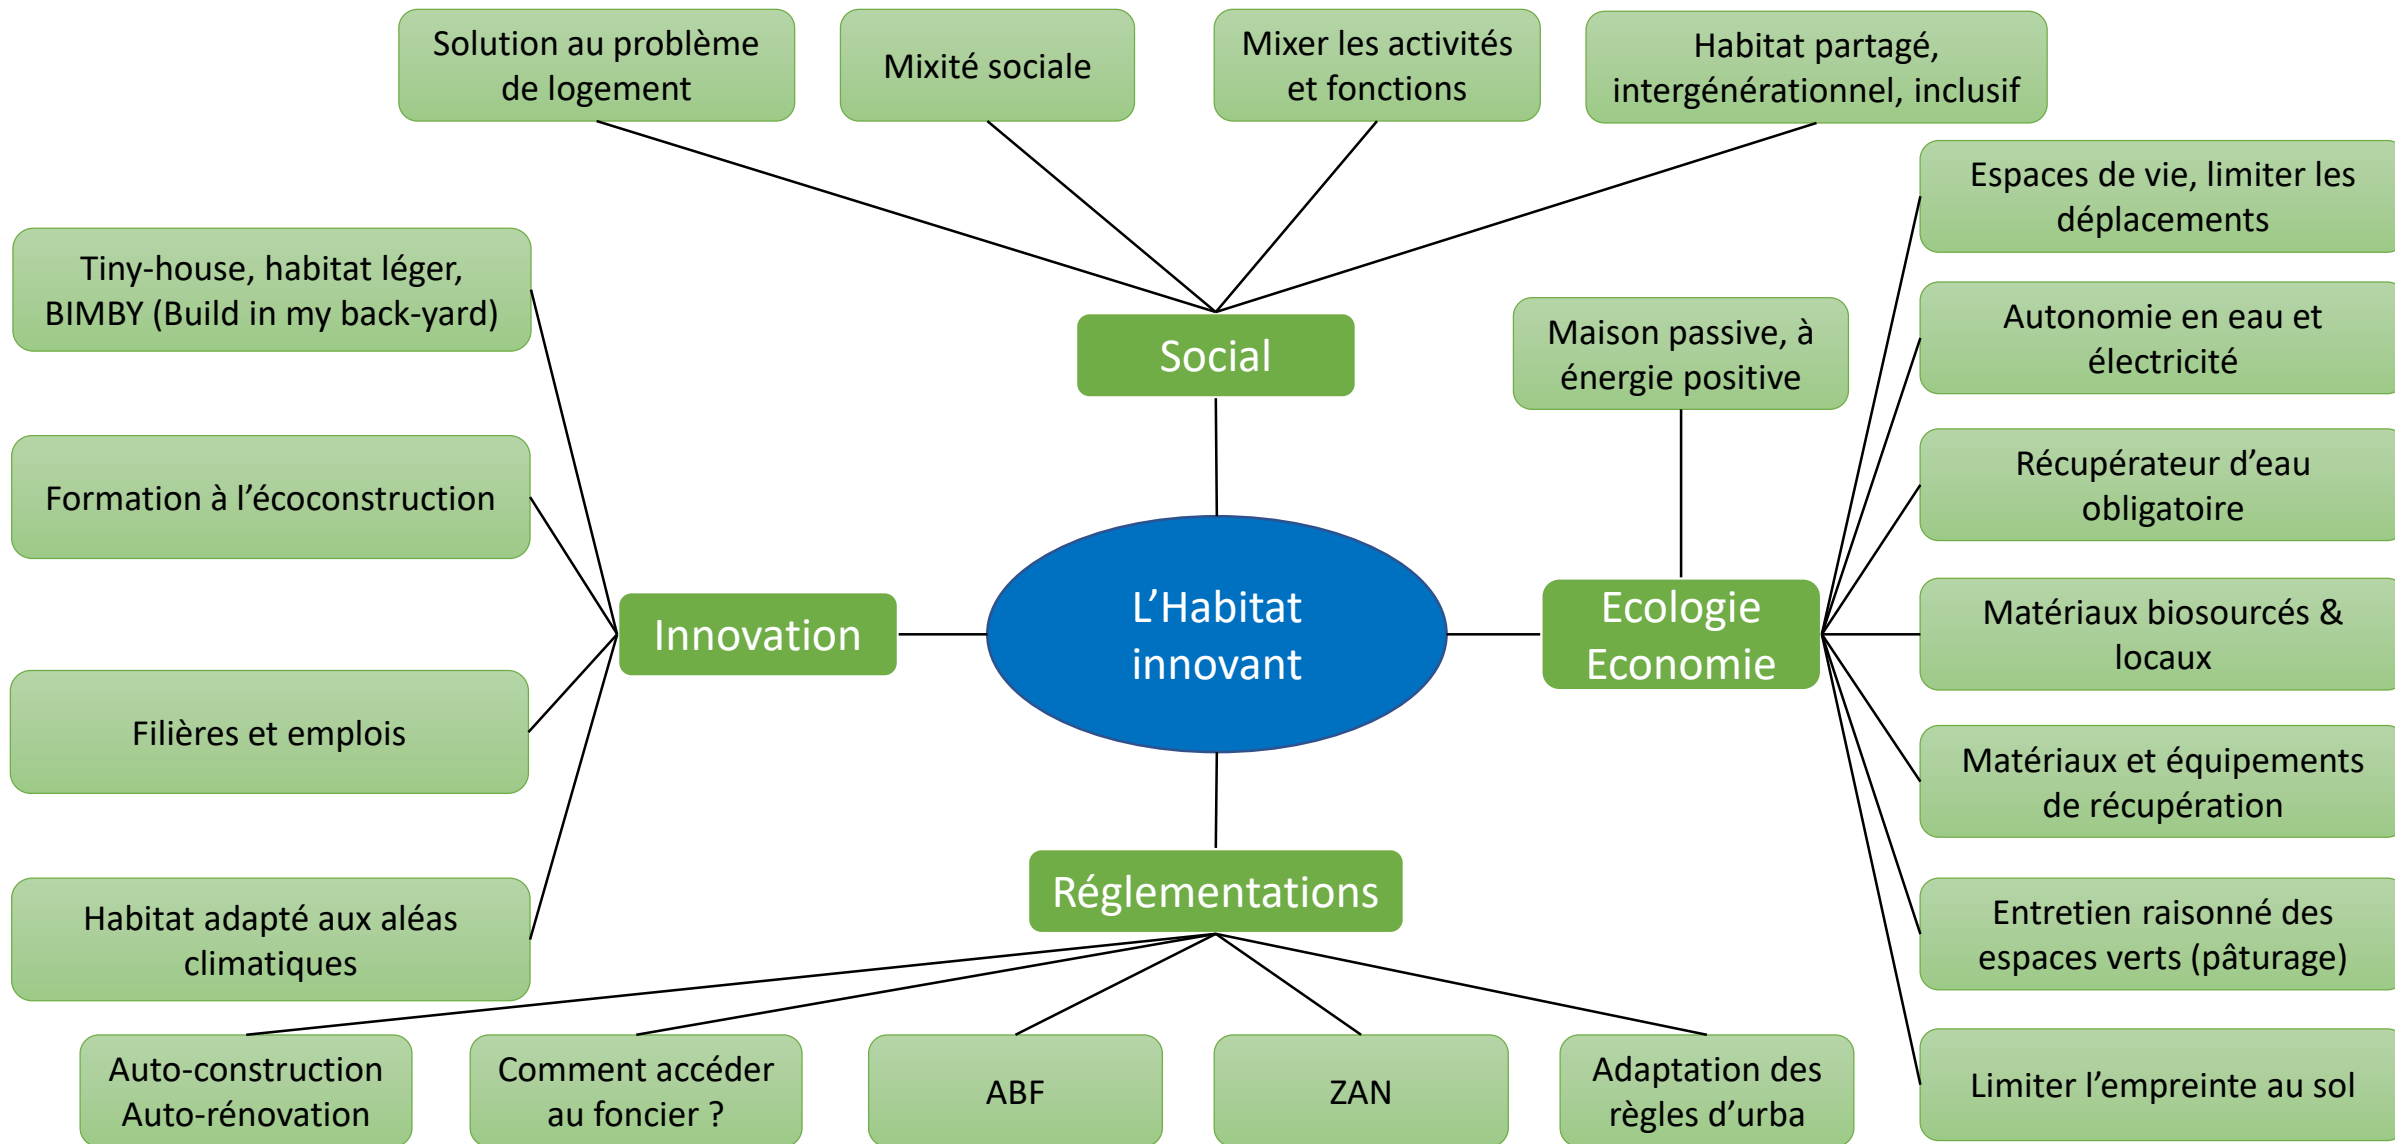 Solution au problème
de logement
Mixité sociale
Mixer les activités
et fonctions
Habitat partagé,
intergénérationnel, inclusif
Espaces de vie, limiter les
déplacements
Tiny-house, habitat léger,
BIMBY (Build in my back-yard)
Social
Maison passive, à
énergie positive
Autonomie en eau et
électricité
Formation à l’écoconstruction
Récupérateur d’eau
obligatoire
Innovation
L’Habitat
innovant
Ecologie
Economie
Matériaux biosourcés &
locaux
Filières et emplois
Matériaux et équipements
de récupération
Réglementations
Habitat adapté aux aléas
climatiques
Entretien raisonné des
espaces verts (pâturage)
Auto-construction
Auto-rénovation
Comment accéder
au foncier ?
ABF
ZAN
Adaptation des
règles d’urba
Limiter l’empreinte au sol